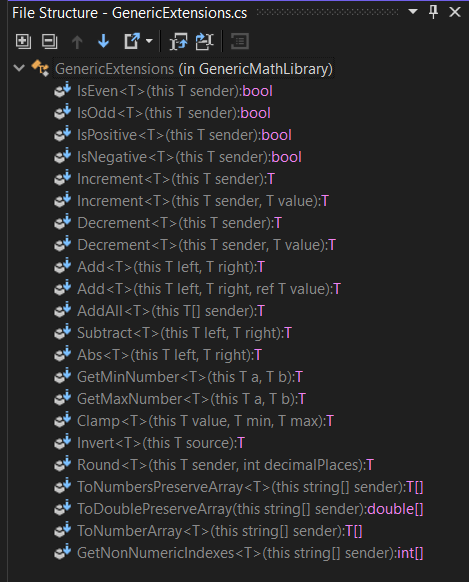 File Structure - GenericExtensions.cs
GenericExtensions (in GenericMathLibrary)
IsEven<T>(this T sender):bool
IsOdd<T>(this T sender):bool
IsPositive<T>(this T sender):bool
IsNegative<T>(this T sender):bool
Increment<T>(this T sender):T
Increment<T>(this T sender, T value):T
Decrement<T>(this T sender):T
Decrement<T>(this T sender, T value):T
Add<T>(this T left, T right):T
Add<T>(this T left, T right, ref T value):T
AddAll<T>(this T[] sender):T
Subtract<T>(this T left, T right):T
Abs<T>(this T left, T right):T
GetMinNumber<T>(this T a, T b):T
GetMaxNumber<T>(this T a, T b):T
Clamp<T>(this T value, T min, T max):T
Invert<T>(this T source):T
Round<T>(this T sender, int decimalPlaces):T
ToNumbersPreserveArray<T>(this string[] sender):T[]
ToDoublePreserveArray(this string[] sender):double[]
ToNumberArray<T>(this string[] sender):T[]
GetNonNumericIndexes<T>(this string[] sender):int[]